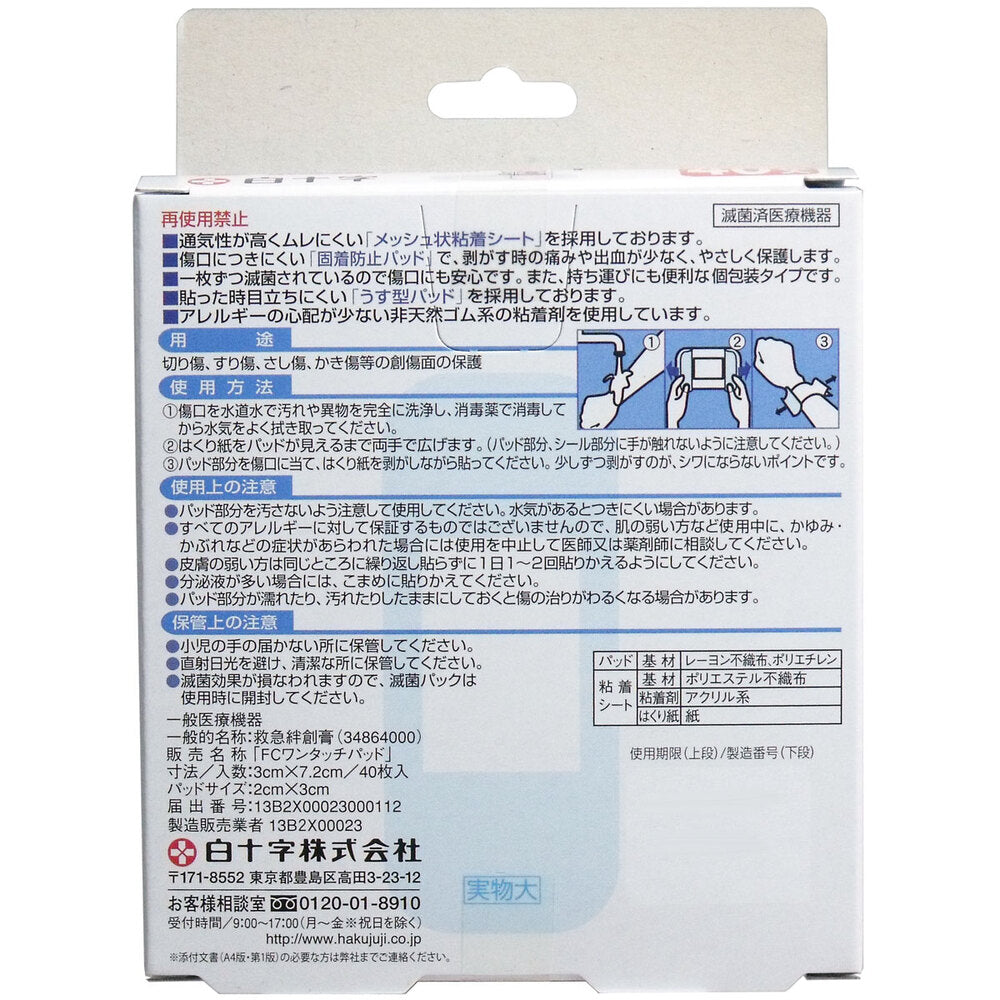 白十字
再使用禁止
滅菌済医療機器
■通気性が高くムレにくい「メッシュ状粘着シート」を採用しております。
■傷口につきにくい「固着防止パッド」で、剥がす時の痛みや出血が少なく、やさしく保護します。
■一枚ずつ滅菌されているので傷口にも安心です。また、持ち運びにも便利な個包装タイプです。
■貼った時目立ちにくい「うす型パッド」を採用しております。
■アレルギーの心配が少ない非天然ゴム系の粘着剤を使用しています。
用途
切り傷、すり傷、さし傷、かき傷等の創傷面の保護
① ② ③
使用方法
①傷口を水道水で汚れや異物を完全に洗浄し、消毒薬で消毒して
から水気をよく拭き取ってください。
②はくり紙をパッドが見えるまで両手で広げます。(パッド部分、シール部分に手が触れないように注意してください。)
③パッド部分を傷口に当て、はくり紙を剥がしながら貼ってください。少しずつ剥がすのが、シワにならないポイントです。
使用上の注意
●パッド部分を汚さないよう注意して使用してください。水気があるとつきにくい場合があります。
●すべてのアレルギーに対して保証するものではございませんので、肌の弱い方など使用中に、かゆみ・
かぶれなどの症状があらわれた場合には使用を中止して医師又は薬剤師に相談してください。
●皮膚の弱い方は同じところに繰り返し貼らずに1日1〜2回貼りかえるようにしてください。
●分泌液が多い場合には、こまめに貼りかえてください。
●パッド部分が濡れたり、汚れたりしたままにしておくと傷の治りがわるくなる場合があります。
保管上の注意
●小児の手の届かない所に保管してください。
●直射日光を避け、清潔な所に保管してください。
●滅菌効果が損なわれますので、滅菌パックは
使用時に開封してください。
パッド 基材 レーヨン不織布、ポリエチレン
粘着シート 基材 ポリエステル不織布
粘着剤 アクリル系
はくり紙 紙
使用期限(上段)/製造番号(下段)
一般医療機器
一般的名称:救急絆創膏(34864000)
販売名称「FCワンタッチパッド」
寸法/入数:3cm×7.2cm/40枚入
パッドサイズ:2cm×3cm
届出番号:13B2X00023000112
製造販売業者 13B2X00023
白十字株式会社
〒171-8552 東京都豊島区高田3-23-12
お客様相談室 0120-01-8910
受付時間/9:00〜17:00(月〜金※祝日を除く)
http://www.hakujuji.co.jp
※添付文書(A4版・第1版)の必要な方は弊社までご連絡ください。
実物大